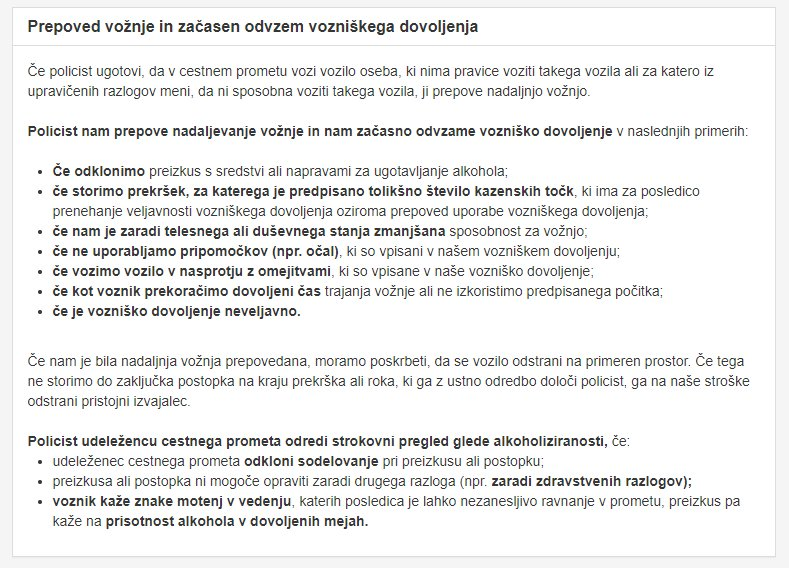 Prepoved vožnje in začasen odvzem vozniškega dovoljenja
Če policist ugotovi, da v cestnem prometu vozi vozilo oseba, ki nima pravice voziti takega vozila ali za katero iz
upravičenih razlogov meni, da ni sposobna voziti takega vozila, ji prepove nadaljnjo vožnjo.
Policist nam prepove nadaljevanje vožnje in nam začasno odvzame vozniško dovoljenje v naslednjih primerih:
• Če odklonimo preizkus s sredstvi ali napravami za ugotavljanje alkohola;
• če storimo prekršek, za katerega je predpisano tolikšno število kazenskih točk, ki ima za posledico
prenehanje veljavnosti vozniškega dovoljenja oziroma prepoved uporabe vozniškega dovoljenja;
• če nam je zaradi telesnega ali duševnega stanja zmanjšana sposobnost za vožnjo;
• če ne uporabljamo pripomočkov (npr. očal), ki so vpisani v našem vozniškem dovoljenju;
• če vozimo vozilo v nasprotju z omejitvami, ki so vpisane v naše vozniško dovoljenje;
• če kot voznik prekoračimo dovoljeni čas trajanja vožnje ali ne izkoristimo predpisanega počitka;
• če je vozniško dovoljenje neveljavno.
Če nam je bila nadaljnja vožnja prepovedana, moramo poskrbeti, da se vozilo odstrani na primeren prostor. Če tega
ne storimo do zaključka postopka na kraju prekrška ali roka, ki ga z ustno odredbo določi policist, ga na naše stroške
odstrani pristojni izvajalec.
Policist udeležencu cestnega prometa odredi strokovni pregled glede alkoholiziranosti, če:
• udeleženec cestnega prometa odkloni sodelovanje pri preizkusu ali postopku;
• preizkusa ali postopka ni mogoče opraviti zaradi drugega razloga (npr. zaradi zdravstvenih razlogov);
• voznik kaže znake motenj v vedenju, katerih posledica je lahko nezanesljivo ravnanje v prometu, preizkus pa
kaže na prisotnost alkohola v dovoljenih mejah.